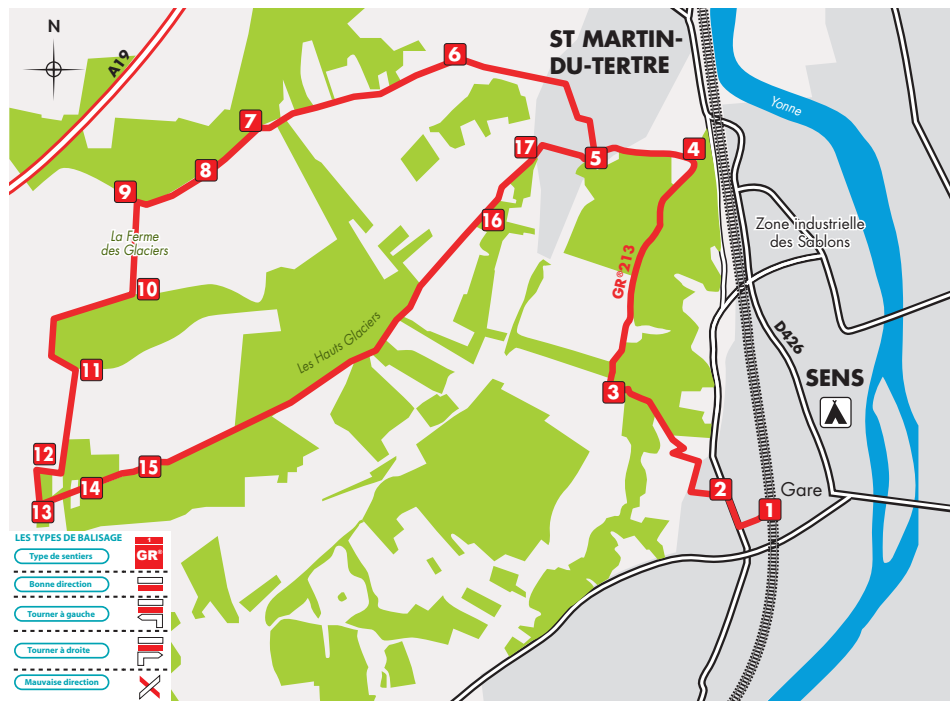 N
A19
ST MARTIN-
DU-TERTRE
6
Yonne
7
17
5
4
8
9
16
Zone industrielle
des Sablons
La Ferme
des Glaciers
GR®213
10
Les Hauts Glaciers
D426
11
SENS
3
12
15
14
2
Gare
13
1
LES TYPES DE BALISAGE
1
Type de sentiers
GR®
Bonne direction
Tourner à gauche
Tourner à droite
Mauvaise direction